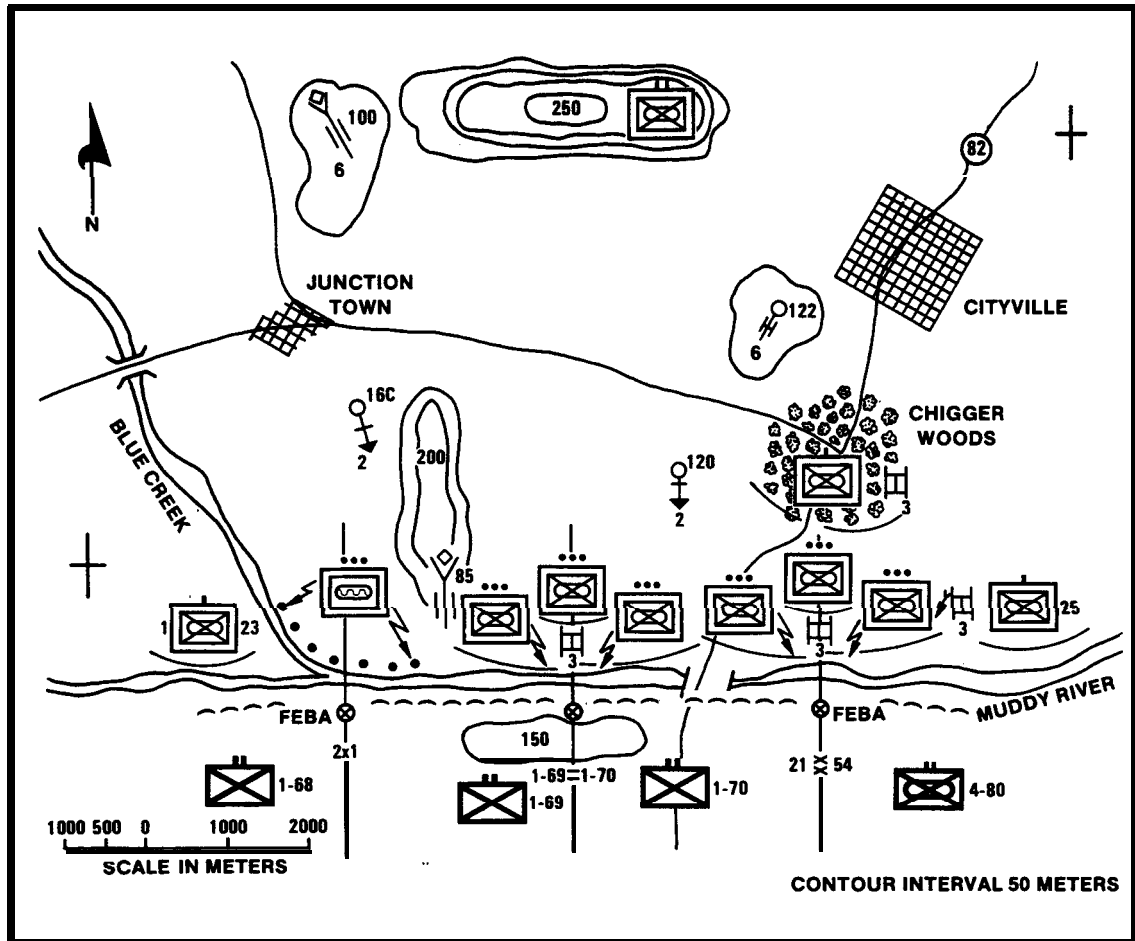 100
6
250
82
N
JUNCTION
TOWN
CITYVILLE
122
6
16C
2
CHIGGER
WOODS
BLUE CREEK
200
120
2
3
85
1
23
3
3
3
25
MUDDY RIVER
FEBA
FEBA
2x1
150
1-68
1-69=1-70
1-69
1-70
21 XX 54
4-80
1000 500 0 1000 2000
SCALE IN METERS
CONTOUR INTERVAL 50 METERS